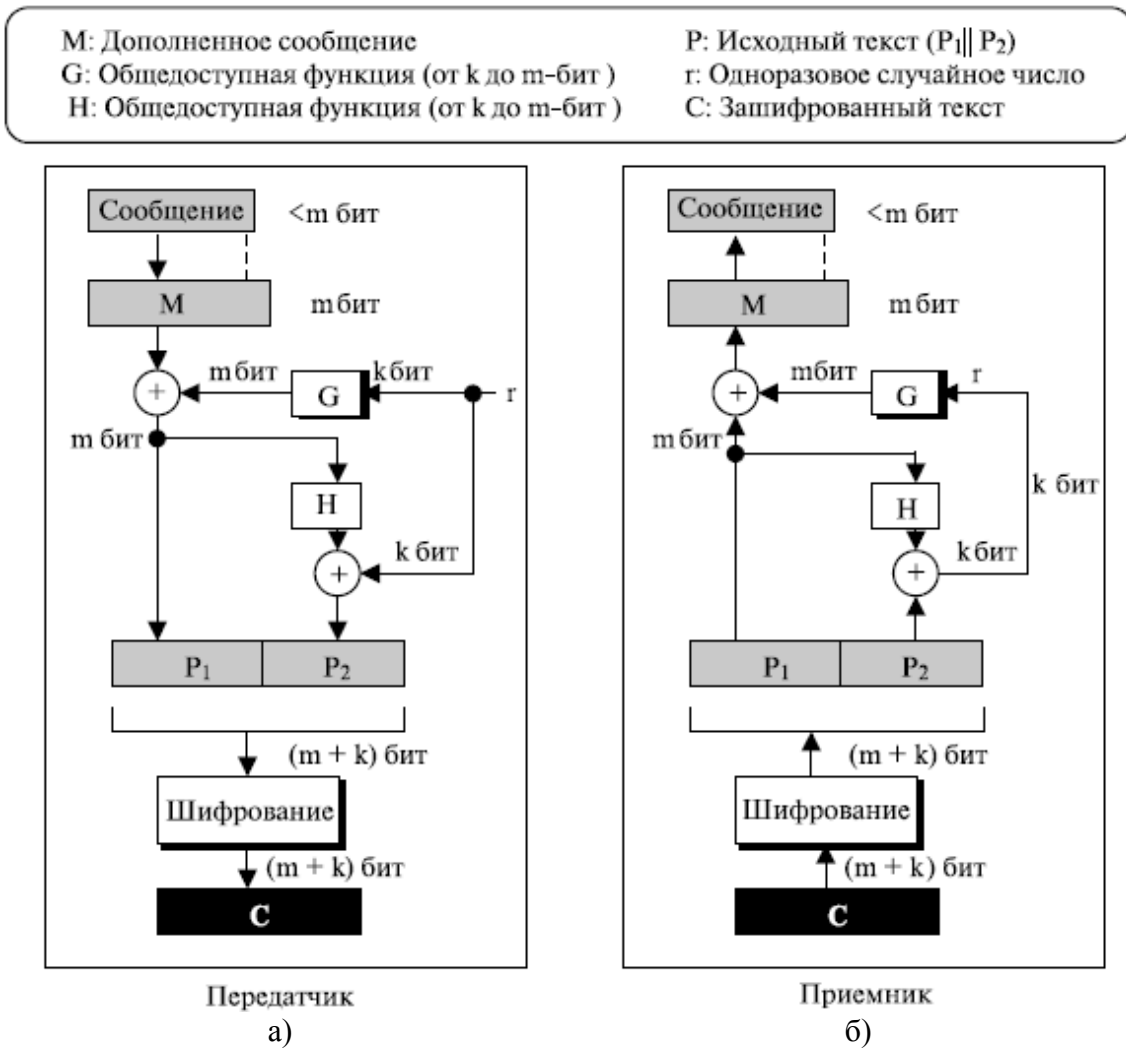 M: Дополненное сообщение
G: Общедоступная функция (от k до m-бит )
H: Общедоступная функция (от k до m-бит )
P: Исходный текст (P₁|| P₂)
r: Одноразовое случайное число
C: Зашифрованный текст
Сообщение <m бит
M m бит
+ m бит G k бит r
m бит
H
+ k бит
P₁ P₂
(m + k) бит
Шифрование
(m + k) бит
C
Передатчик
а)
Сообщение <m бит
M m бит
+ m бит G r
m бит
H k бит
+ k бит
P₁ P₂
(m + k) бит
Шифрование
(m + k) бит
C
Приемник
б)